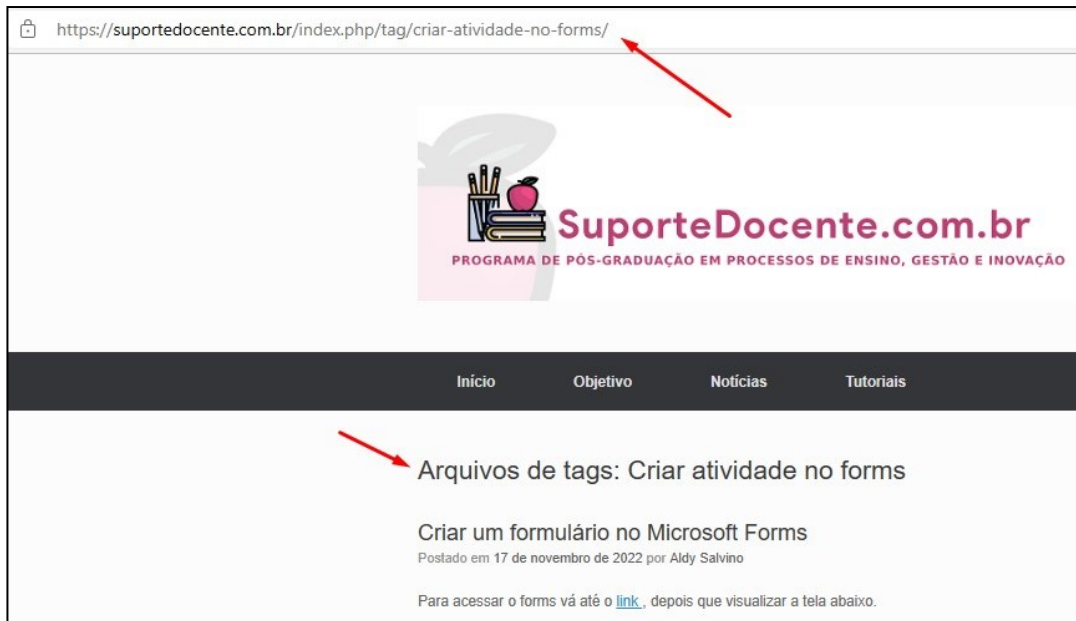 https://suportedocente.com.br/index.php/tag/criar-atividade-no-forms/
SuporteDocente.com.br
PROGRAMA DE PÓS-GRADUAÇÃO EM PROCESSOS DE ENSINO, GESTÃO E INOVAÇÃO
Início Objetivo Notícias Tutoriais
Arquivos de tags: Criar atividade no forms
Criar um formulário no Microsoft Forms
Postado em 17 de novembro de 2022 por Aldy Salvino
Para acessar o forms vá até o link , depois que visualizar a tela abaixo.